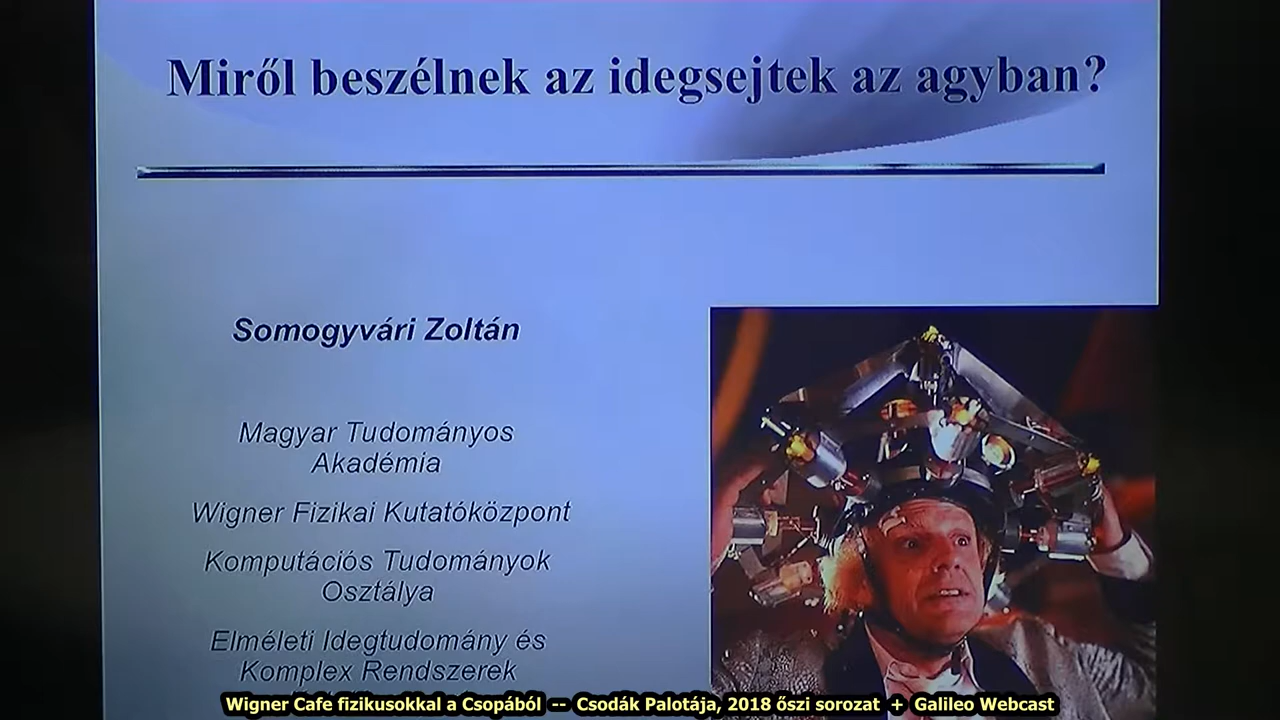 Miről beszélnek az idegsejtek az agyban?
Somogyvári Zoltán
Magyar Tudományos
Akadémia
Wigner Fizikai Kutatóközpont
Komputációs Tudományok
Osztálya
Elméleti Idegtudomány és
Komplex Rendszerek
Wigner Cafe fizikusokkal a Csopából -- Csodák Palotája, 2018 őszi sorozat + Galileo Webcast